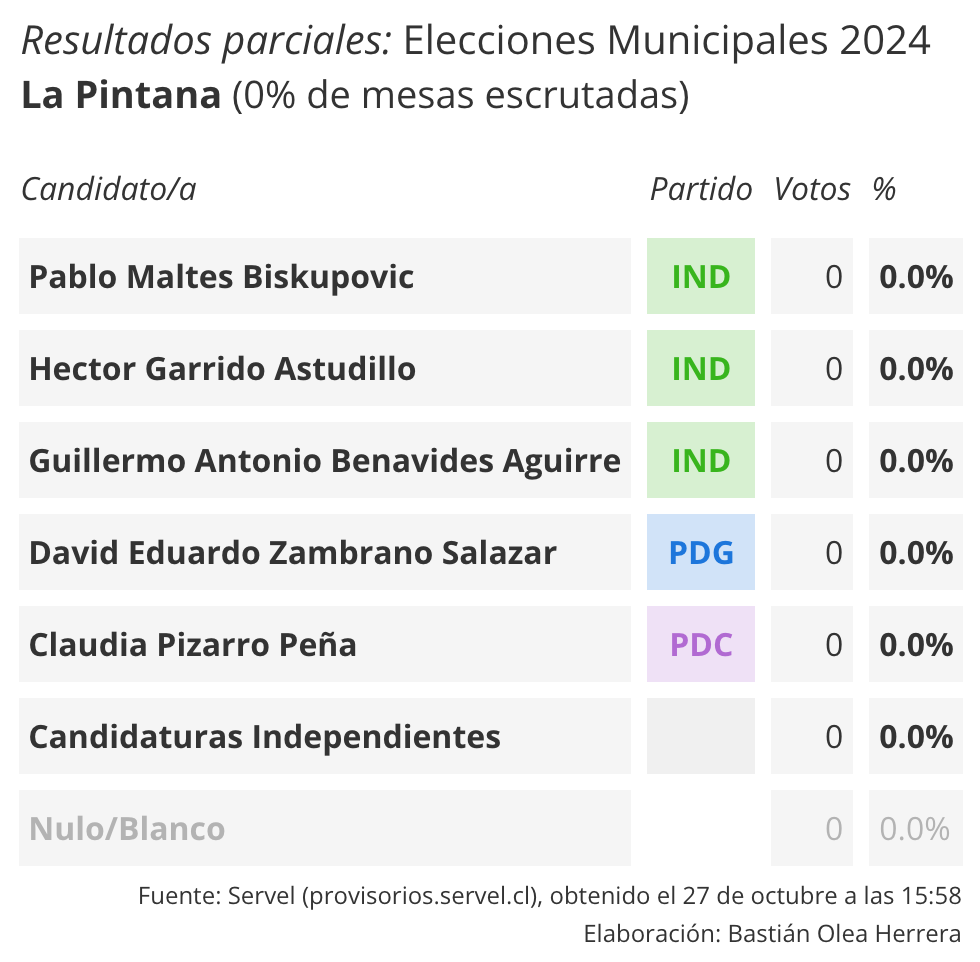 Resultados parciales: Elecciones Municipales 2024
La Pintana (0% de mesas escrutadas)
Candidato/a Partido Votos %
Pablo Maltes Biskupovic IND 0 0.0%
Hector Garrido Astudillo IND 0 0.0%
Guillermo Antonio Benavides Aguirre IND 0 0.0%
David Eduardo Zambrano Salazar PDG 0 0.0%
Claudia Pizarro Peña PDC 0 0.0%
Candidaturas Independientes 0 0.0%
Nulo/Blanco 0 0.0%
Fuente: Servel (provisorios.servel.cl), obtenido el 27 de octubre a las 15:58
Elaboración: Bastián Olea Herrera